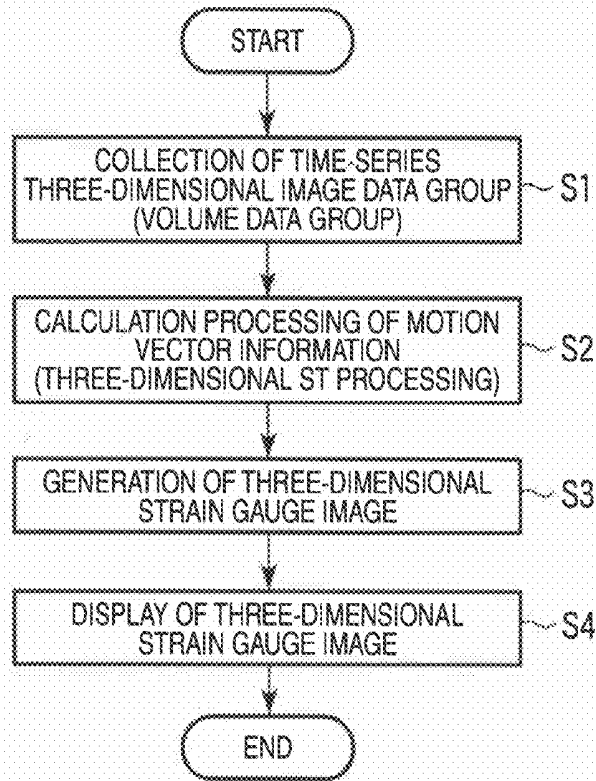 START
COLLECTION OF TIME-SERIES
THREE-DIMENSIONAL IMAGE DATA GROUP
(VOLUME DATA GROUP)
S1
CALCULATION PROCESSING OF MOTION
VECTOR INFORMATION
(THREE-DIMENSIONAL ST PROCESSING)
S2
GENERATION OF THREE-DIMENSIONAL
STRAIN GAUGE IMAGE
S3
DISPLAY OF THREE-DIMENSIONAL
STRAIN GAUGE IMAGE
S4
END